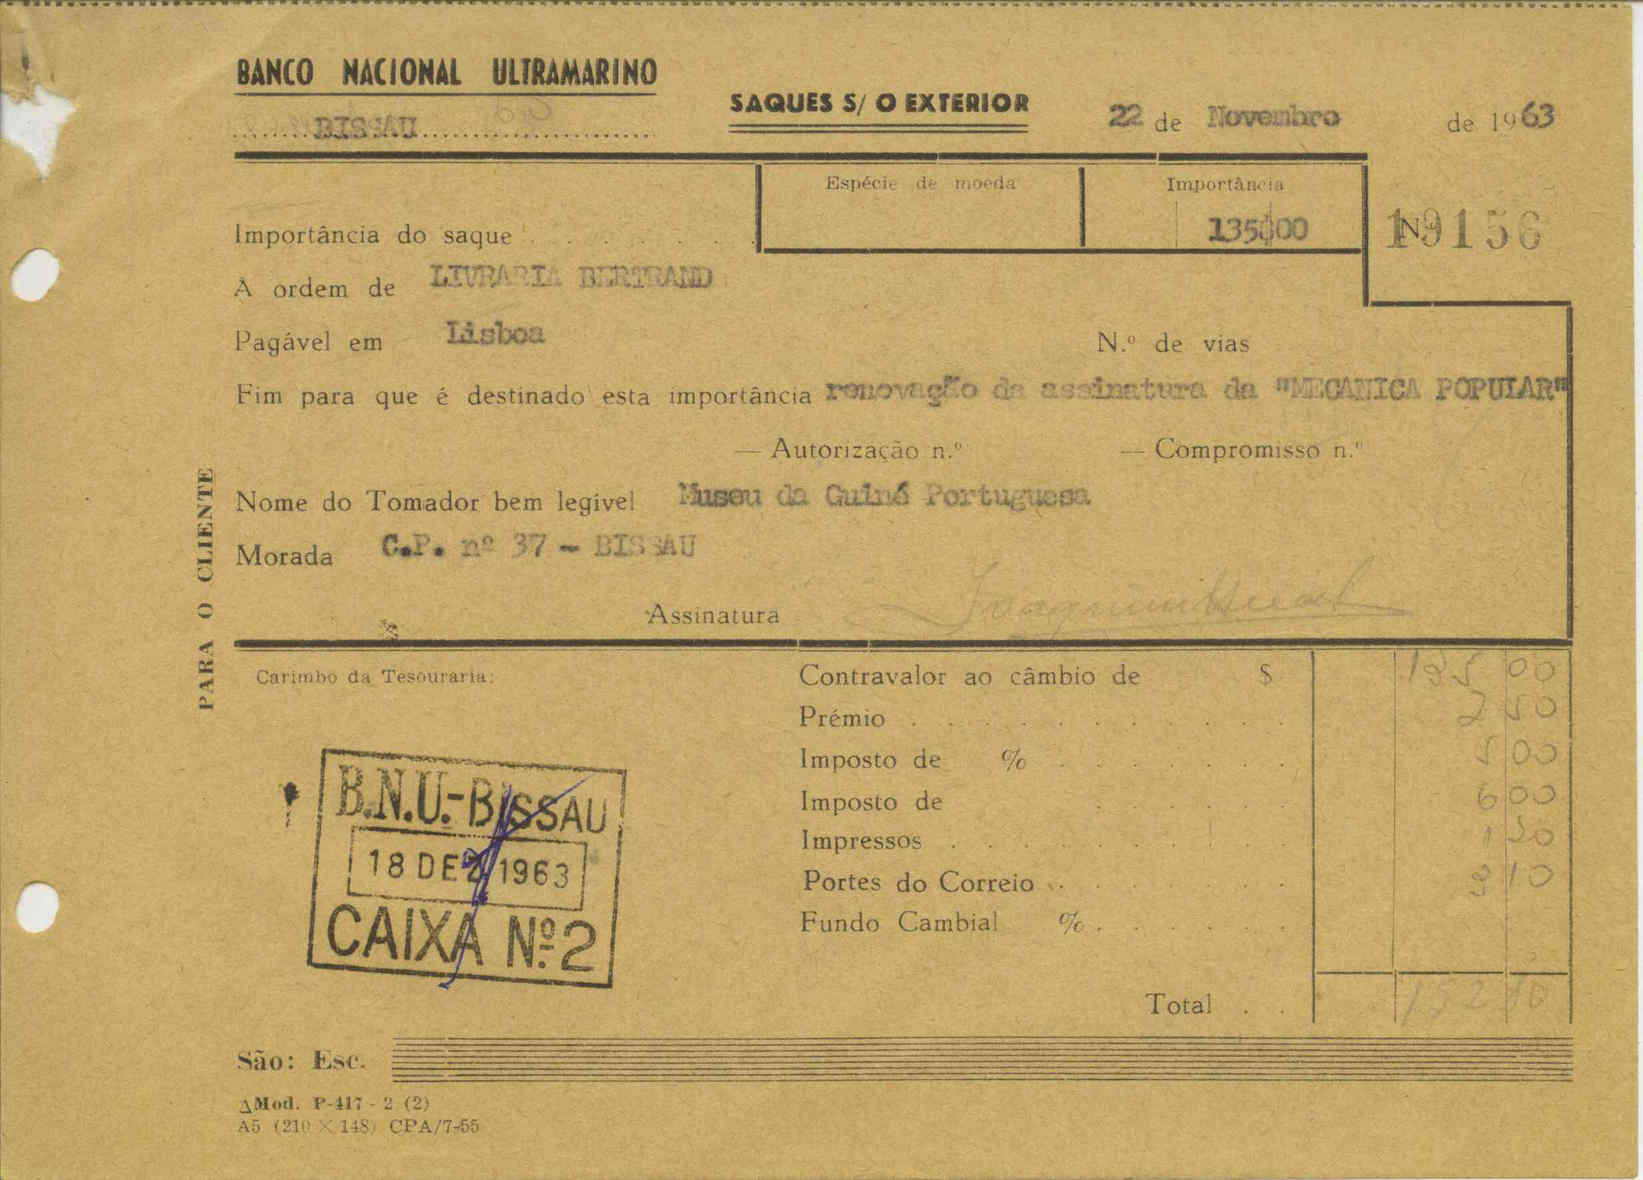 BANCO NACIONAL ULTRAMARINO
BISSAU
SAQUES S/ O EXTERIOR
22 de Novembro de 1963
Espécie de moeda
Importância
Importância do saque
135$00
Nº 19156
À ordem de LIVRARIA BERTRAND
Pagável em Lisboa
N.º de vias
Fim para que é destinado esta importância renovação da assinatura da "MECANICA POPULAR"
— Autorização n.º — Compromisso n.º
Nome do Tomador bem legível Museu da Guiné Portuguesa
Morada C.P. nº 37 - BISSAU
Assinatura
PARA O CLIENTE
Carimbo da Tesouraria:
B.N.U.-BISSAU
18 DEZ 1963
CAIXA Nº 2
Contravalor ao câmbio de $ 135 00
Prémio 2 50
Imposto de % 5 00
Imposto de 6 00
Impressos 1 50
Portes do Correio 10
Fundo Cambial %
Total 152 10
São: Esc.
Mod. P-417 - 2 (2)
A5 (210 × 148) CPA/7-55